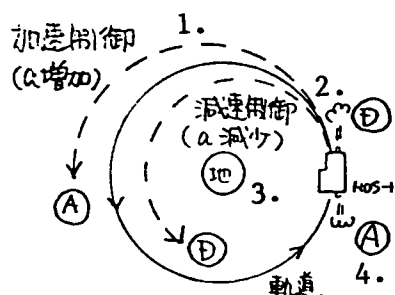 1.
加速制御
(a増加)
2.
D
減速制御
(a減少)
地
3.
MOS-1
A
D
A
4.
軌道